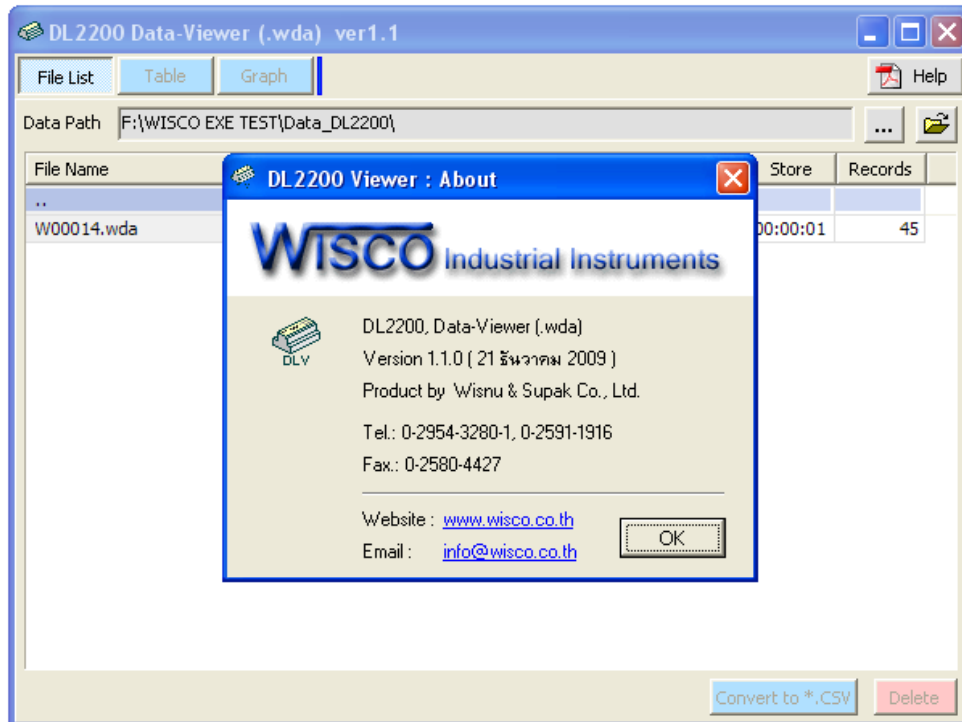 DL2200 Data-Viewer (.wda) ver1.1
File List Table Graph Help
Data Path F:\WISCO EXE TEST\Data_DL2200\ ...
File Name Store Records
..
W00014.wda 00:00:01 45
DL2200 Viewer : About
WISCO Industrial Instruments
DLV
DL2200, Data-Viewer (.wda)
Version 1.1.0 ( 21 ธันวาคม 2009 )
Product by Wisnu & Supak Co., Ltd.
Tel.: 0-2954-3280-1, 0-2591-1916
Fax.: 0-2580-4427
Website : www.wisco.co.th
Email : info@wisco.co.th
OK
Convert to *.CSV Delete